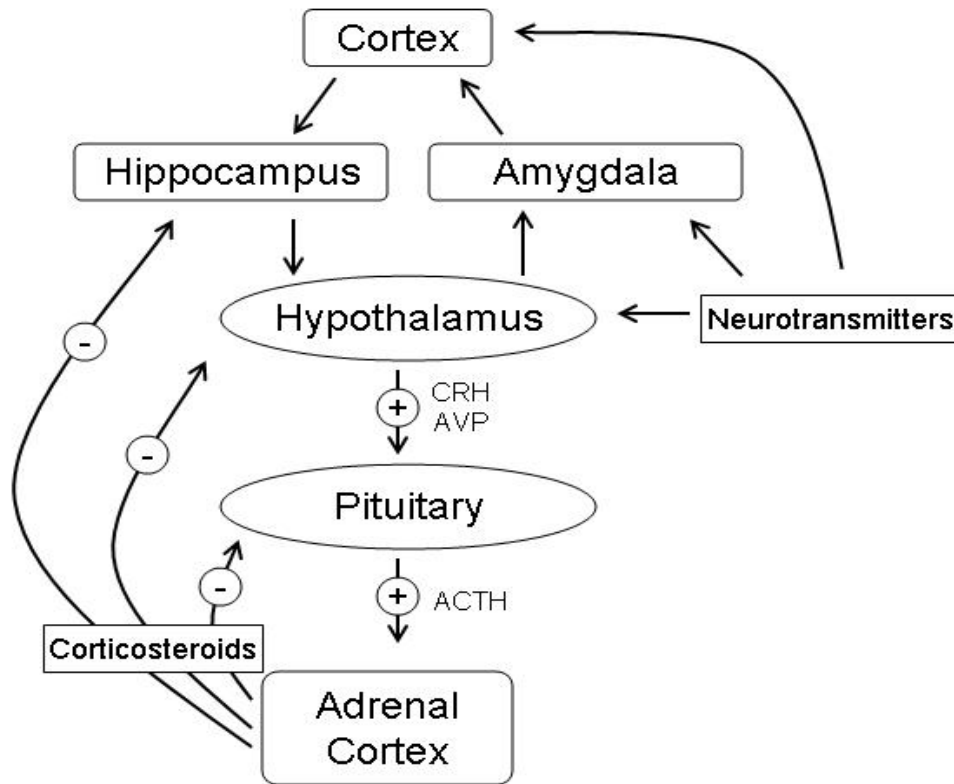 Cortex
Hippocampus
Amygdala
Hypothalamus
Neurotransmitters
-
CRH
+
AVP
-
Pituitary
-
+
ACTH
Corticosteroids
Adrenal
Cortex